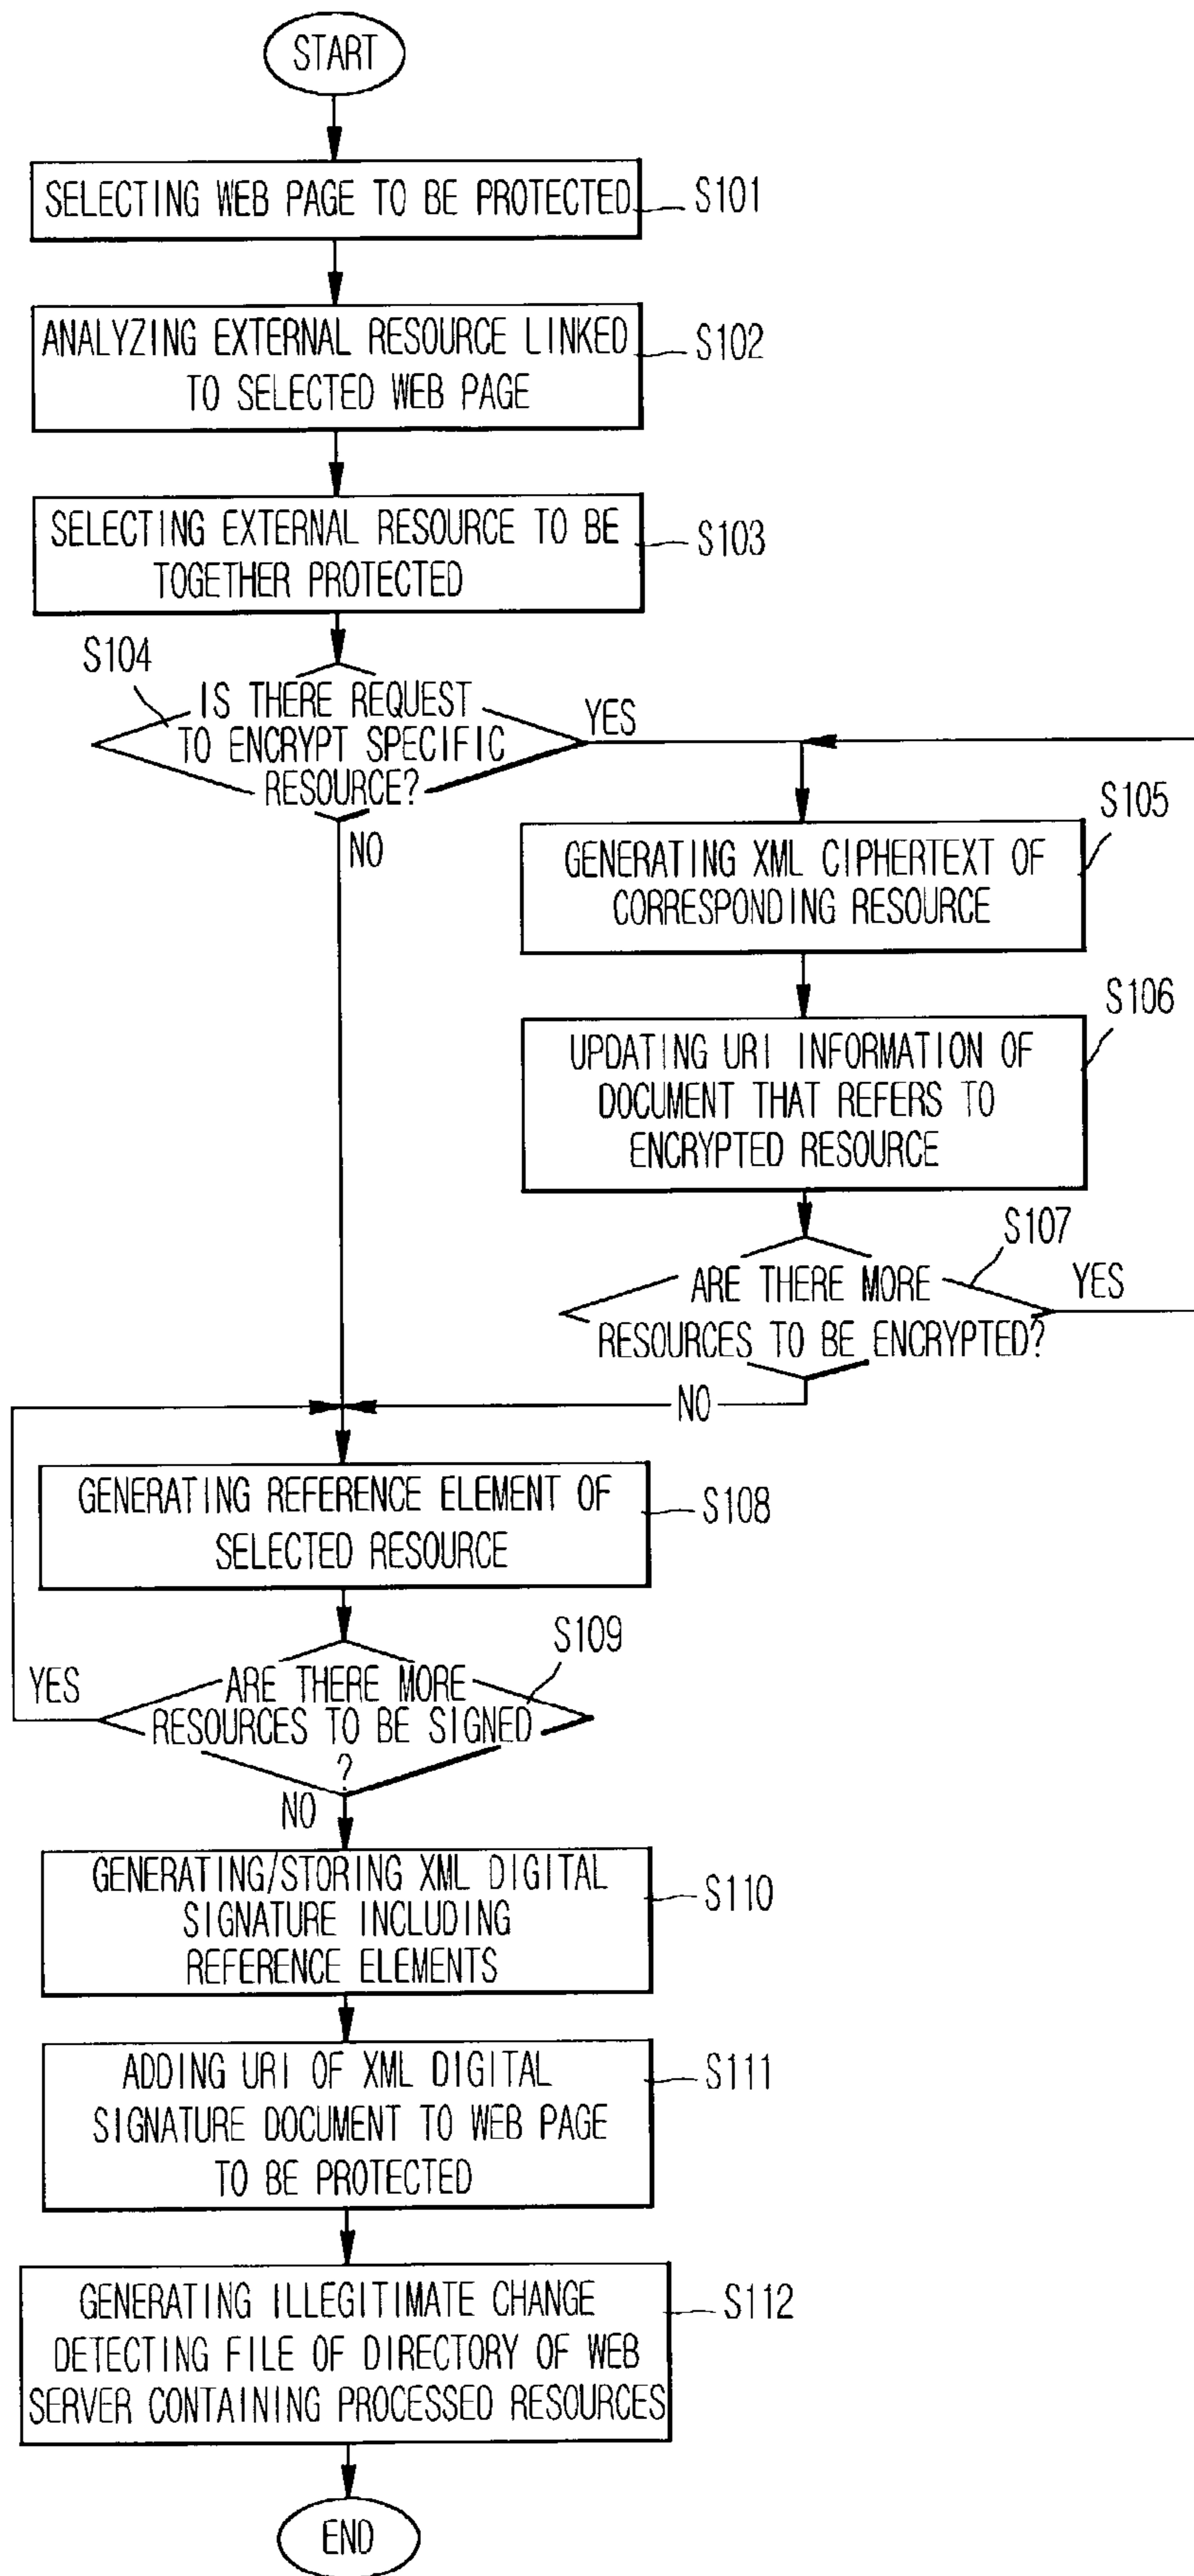 START
SELECTING WEB PAGE TO BE PROTECTED
S101
ANALYZING EXTERNAL RESOURCE LINKED
TO SELECTED WEB PAGE
S102
SELECTING EXTERNAL RESOURCE TO BE
TOGETHER PROTECTED
S103
S104
IS THERE REQUEST
TO ENCRYPT SPECIFIC
RESOURCE?
YES
NO
S105
GENERATING XML CIPHERTEXT OF
CORRESPONDING RESOURCE
S106
UPDATING URI INFORMATION OF
DOCUMENT THAT REFERS TO
ENCRYPTED RESOURCE
S107
ARE THERE MORE
RESOURCES TO BE ENCRYPTED?
YES
NO
GENERATING REFERENCE ELEMENT OF
SELECTED RESOURCE
S108
S109
ARE THERE MORE
RESOURCES TO BE SIGNED
?
YES
NO
GENERATING/STORING XML DIGITAL
SIGNATURE INCLUDING
REFERENCE ELEMENTS
S110
ADDING URI OF XML DIGITAL
SIGNATURE DOCUMENT TO WEB PAGE
TO BE PROTECTED
S111
GENERATING ILLEGITIMATE CHANGE
DETECTING FILE OF DIRECTORY OF WEB
SERVER CONTAINING PROCESSED RESOURCES
S112
END